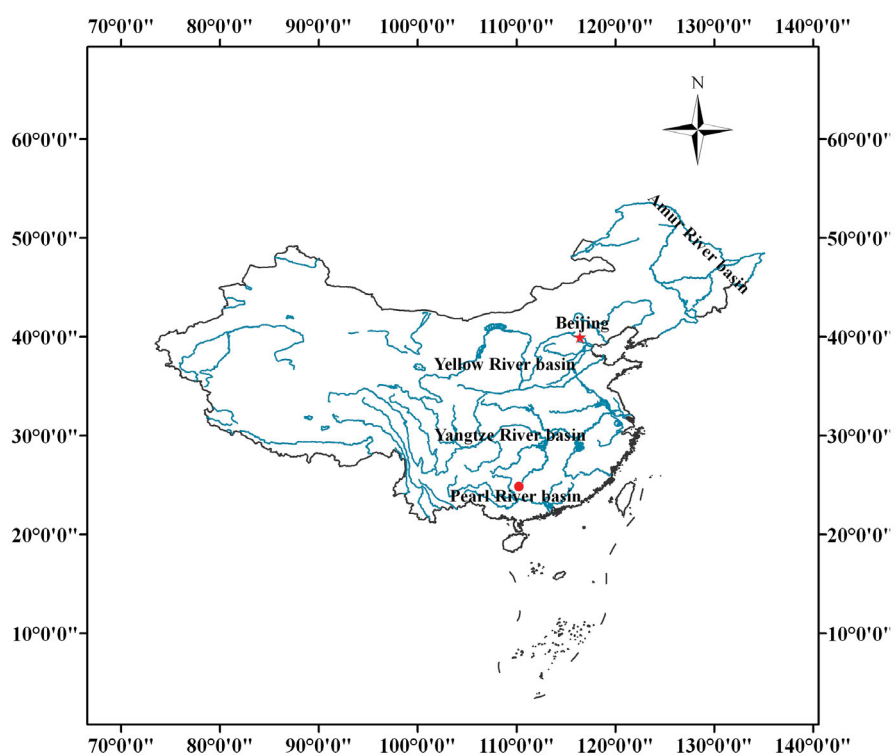 70°0'0" 80°0'0" 90°0'0" 100°0'0" 110°0'0" 120°0'0" 130°0'0" 140°0'0"
N
60°0'0" 60°0'0"
Amur River basin
50°0'0" 50°0'0"
Beijing
40°0'0" 40°0'0"
Yellow River basin
Yangtze River basin
30°0'0" 30°0'0"
Pearl River basin
20°0'0" 20°0'0"
10°0'0" 10°0'0"
70°0'0" 80°0'0" 90°0'0" 100°0'0" 110°0'0" 120°0'0" 130°0'0" 140°0'0"